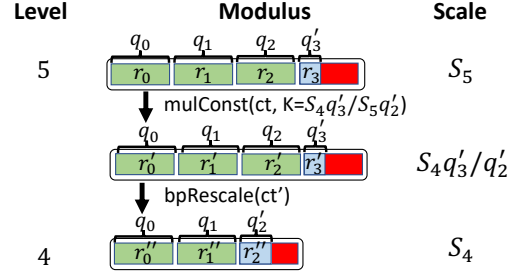 Level Modulus Scale
q₀ q₁ q₂ q′₃
5 r₀ r₁ r₂ r₃ S₅
mulConst(ct, K=S₄q′₃/S₅q′₂)
q₀ q₁ q₂ q′₃
r′₀ r′₁ r′₂ r′₃ S₄q′₃/q′₂
bpRescale(ct′)
q₀ q₁ q′₂
4 r″₀ r″₁ r″₂ S₄